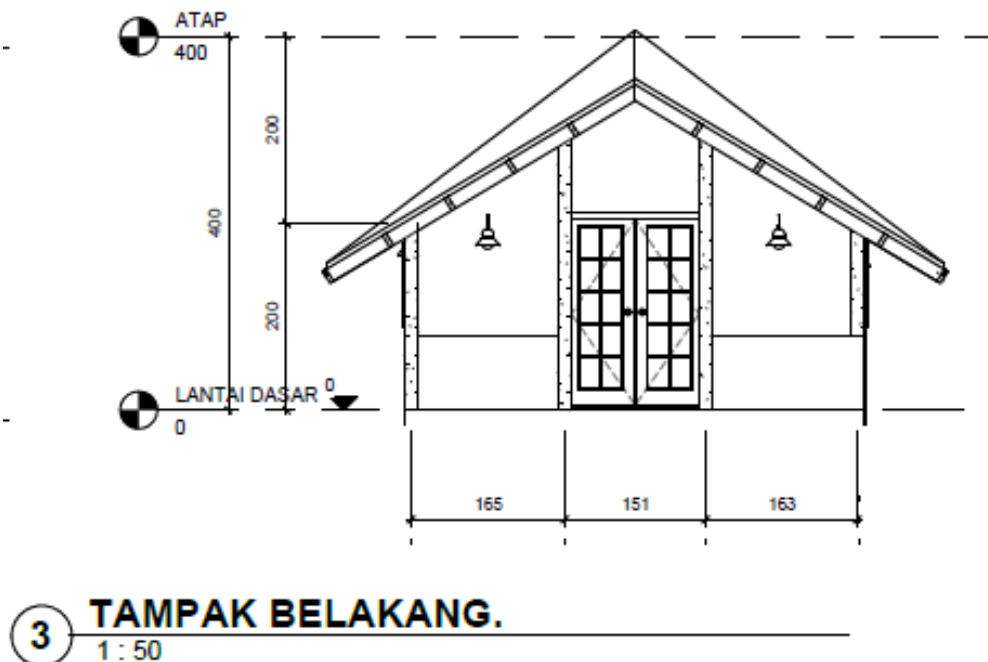 ATAP
400
200
400
200
LANTAI DASAR
0
0
165
151
163
3
TAMPAK BELAKANG.
1 : 50